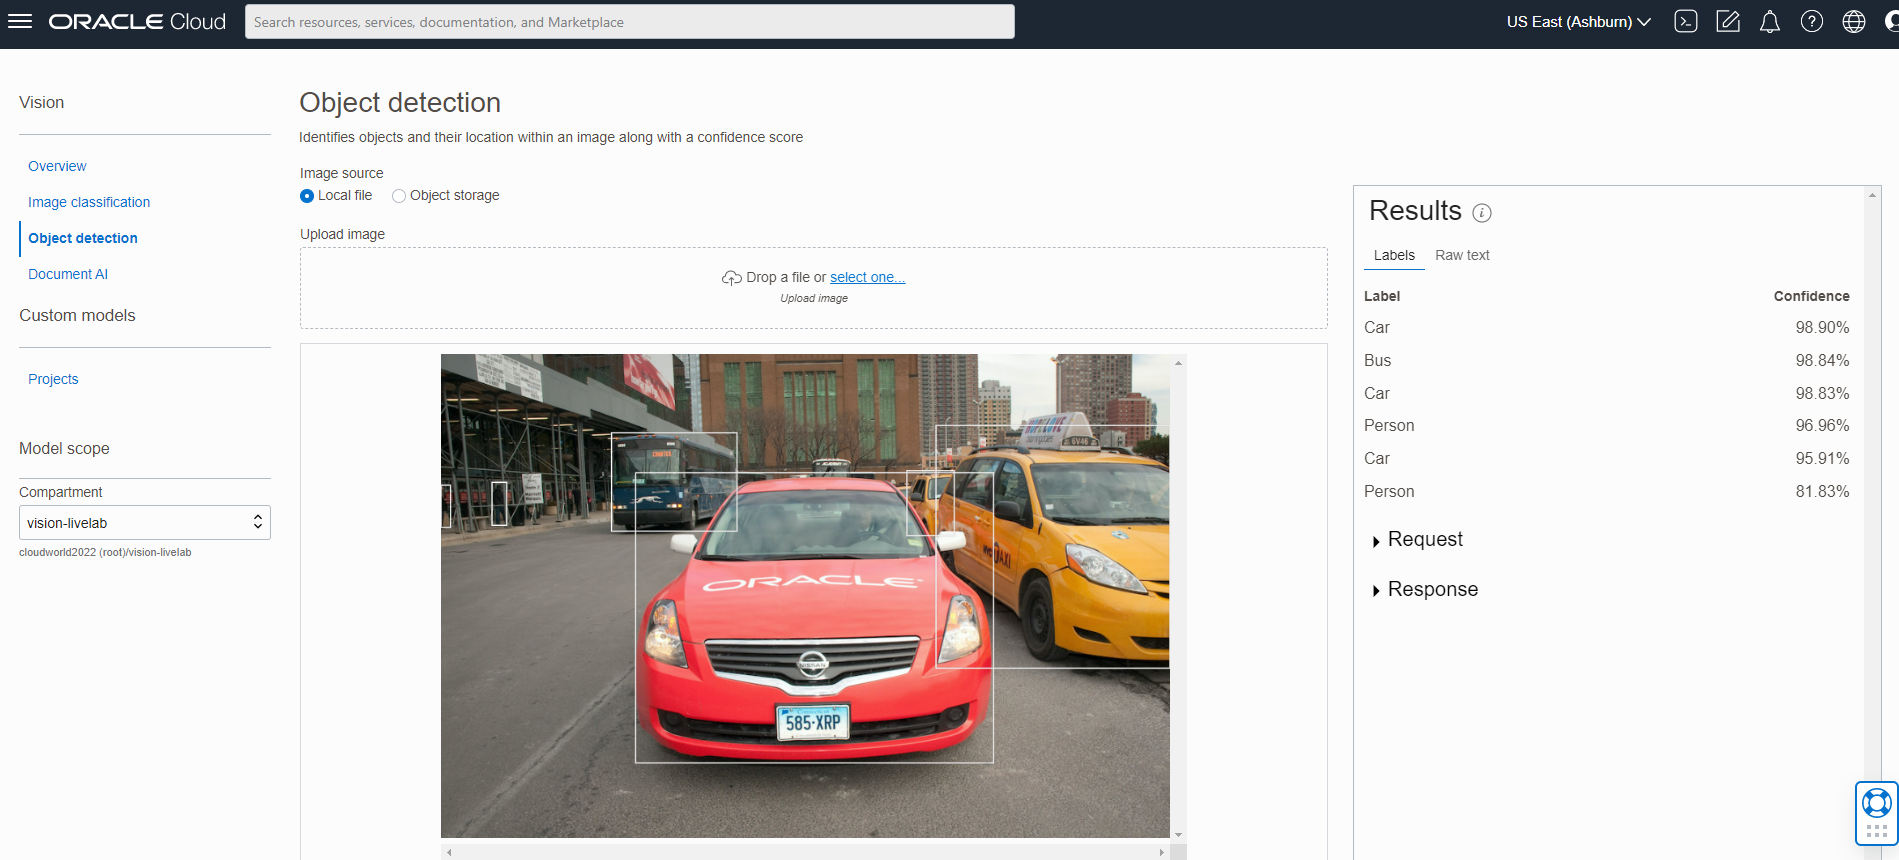 ORACLE Cloud
Search resources, services, documentation, and Marketplace
US East (Ashburn)
Vision
Overview
Image classification
Object detection
Document AI
Custom models
Projects
Model scope
Compartment
vision-livelab
cloudworld2022 (root)/vision-livelab
Object detection
Identifies objects and their location within an image along with a confidence score
Image source
Local file
Object storage
Upload image
Drop a file or select one...
Upload image
6V46
NYC TAXI
ORACLE
NISSAN
585·XRP
Results
Labels Raw text
Label Confidence
Car 98.90%
Bus 98.84%
Car 98.83%
Person 96.96%
Car 95.91%
Person 81.83%
Request
Response